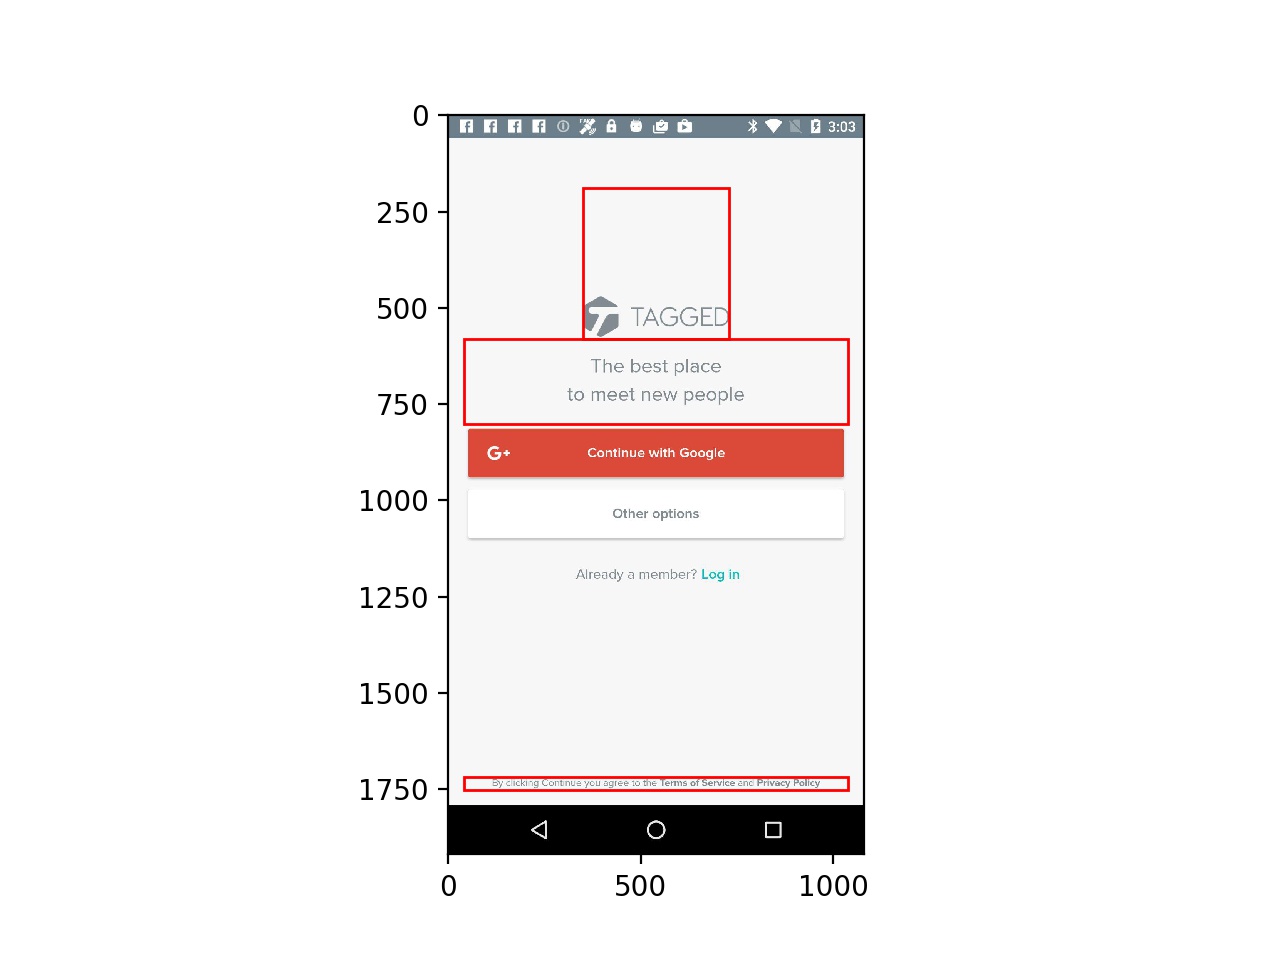 0
3:03
250
500
TAGGED
The best place
750
to meet new people
G+ Continue with Google
1000
Other options
Already a member? Log in
1250
1500
By clicking Continue you agree to the Terms of Service and Privacy Policy
1750
0 500 1000